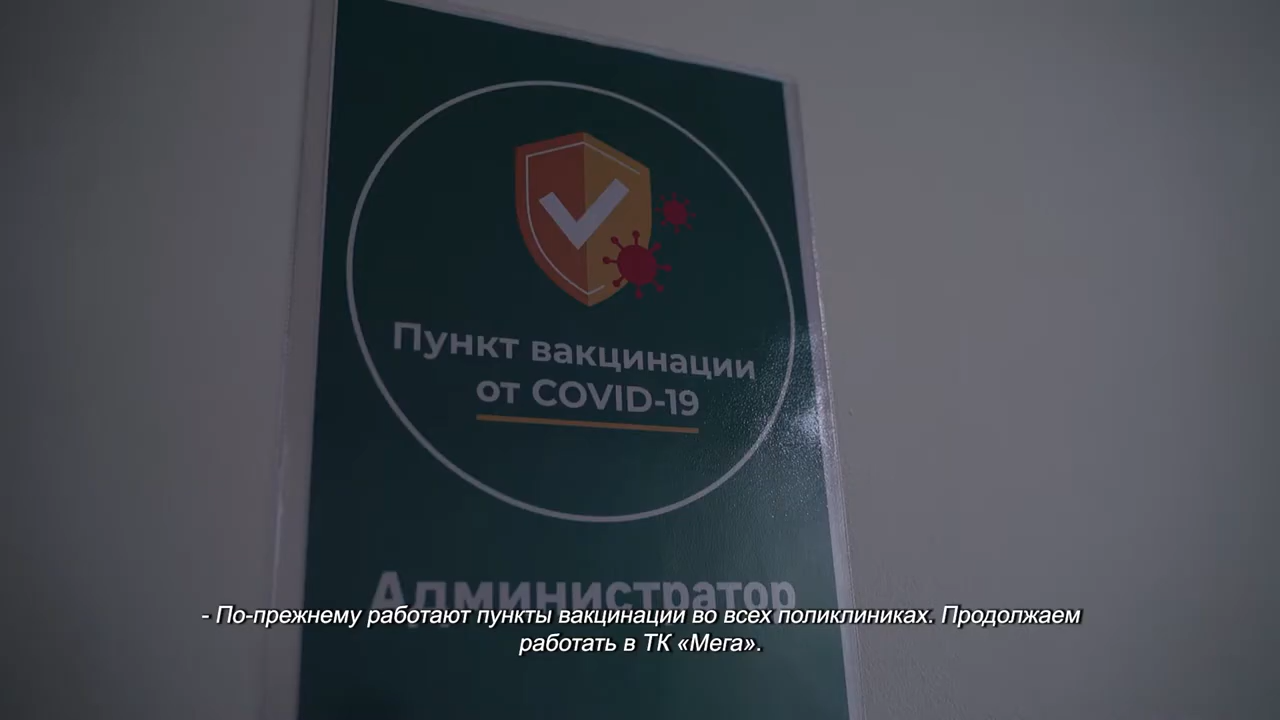 Пункт вакцинации
от COVID-19
Администратор
- По-прежнему работают пункты вакцинации во всех поликлиниках. Продолжаем
работать в ТК «Мега».